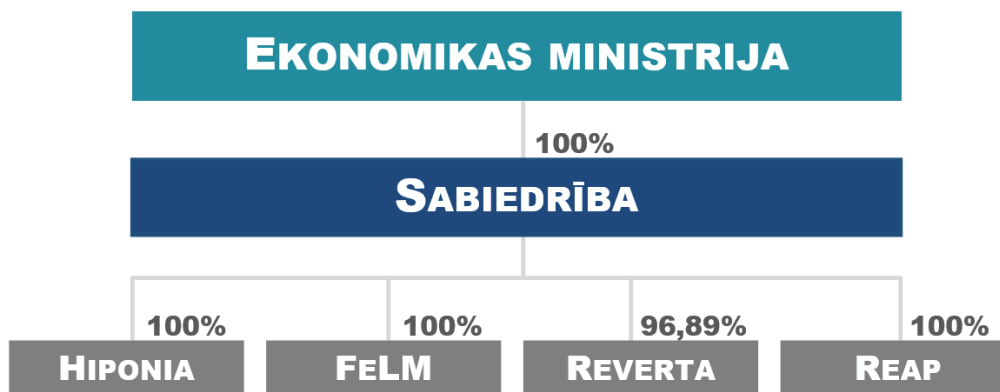 EKONOMIKAS MINISTRIJA
100%
SABIEDRĪBA
100% 100% 96,89% 100%
HIPONIA FELM REVERTA REAP